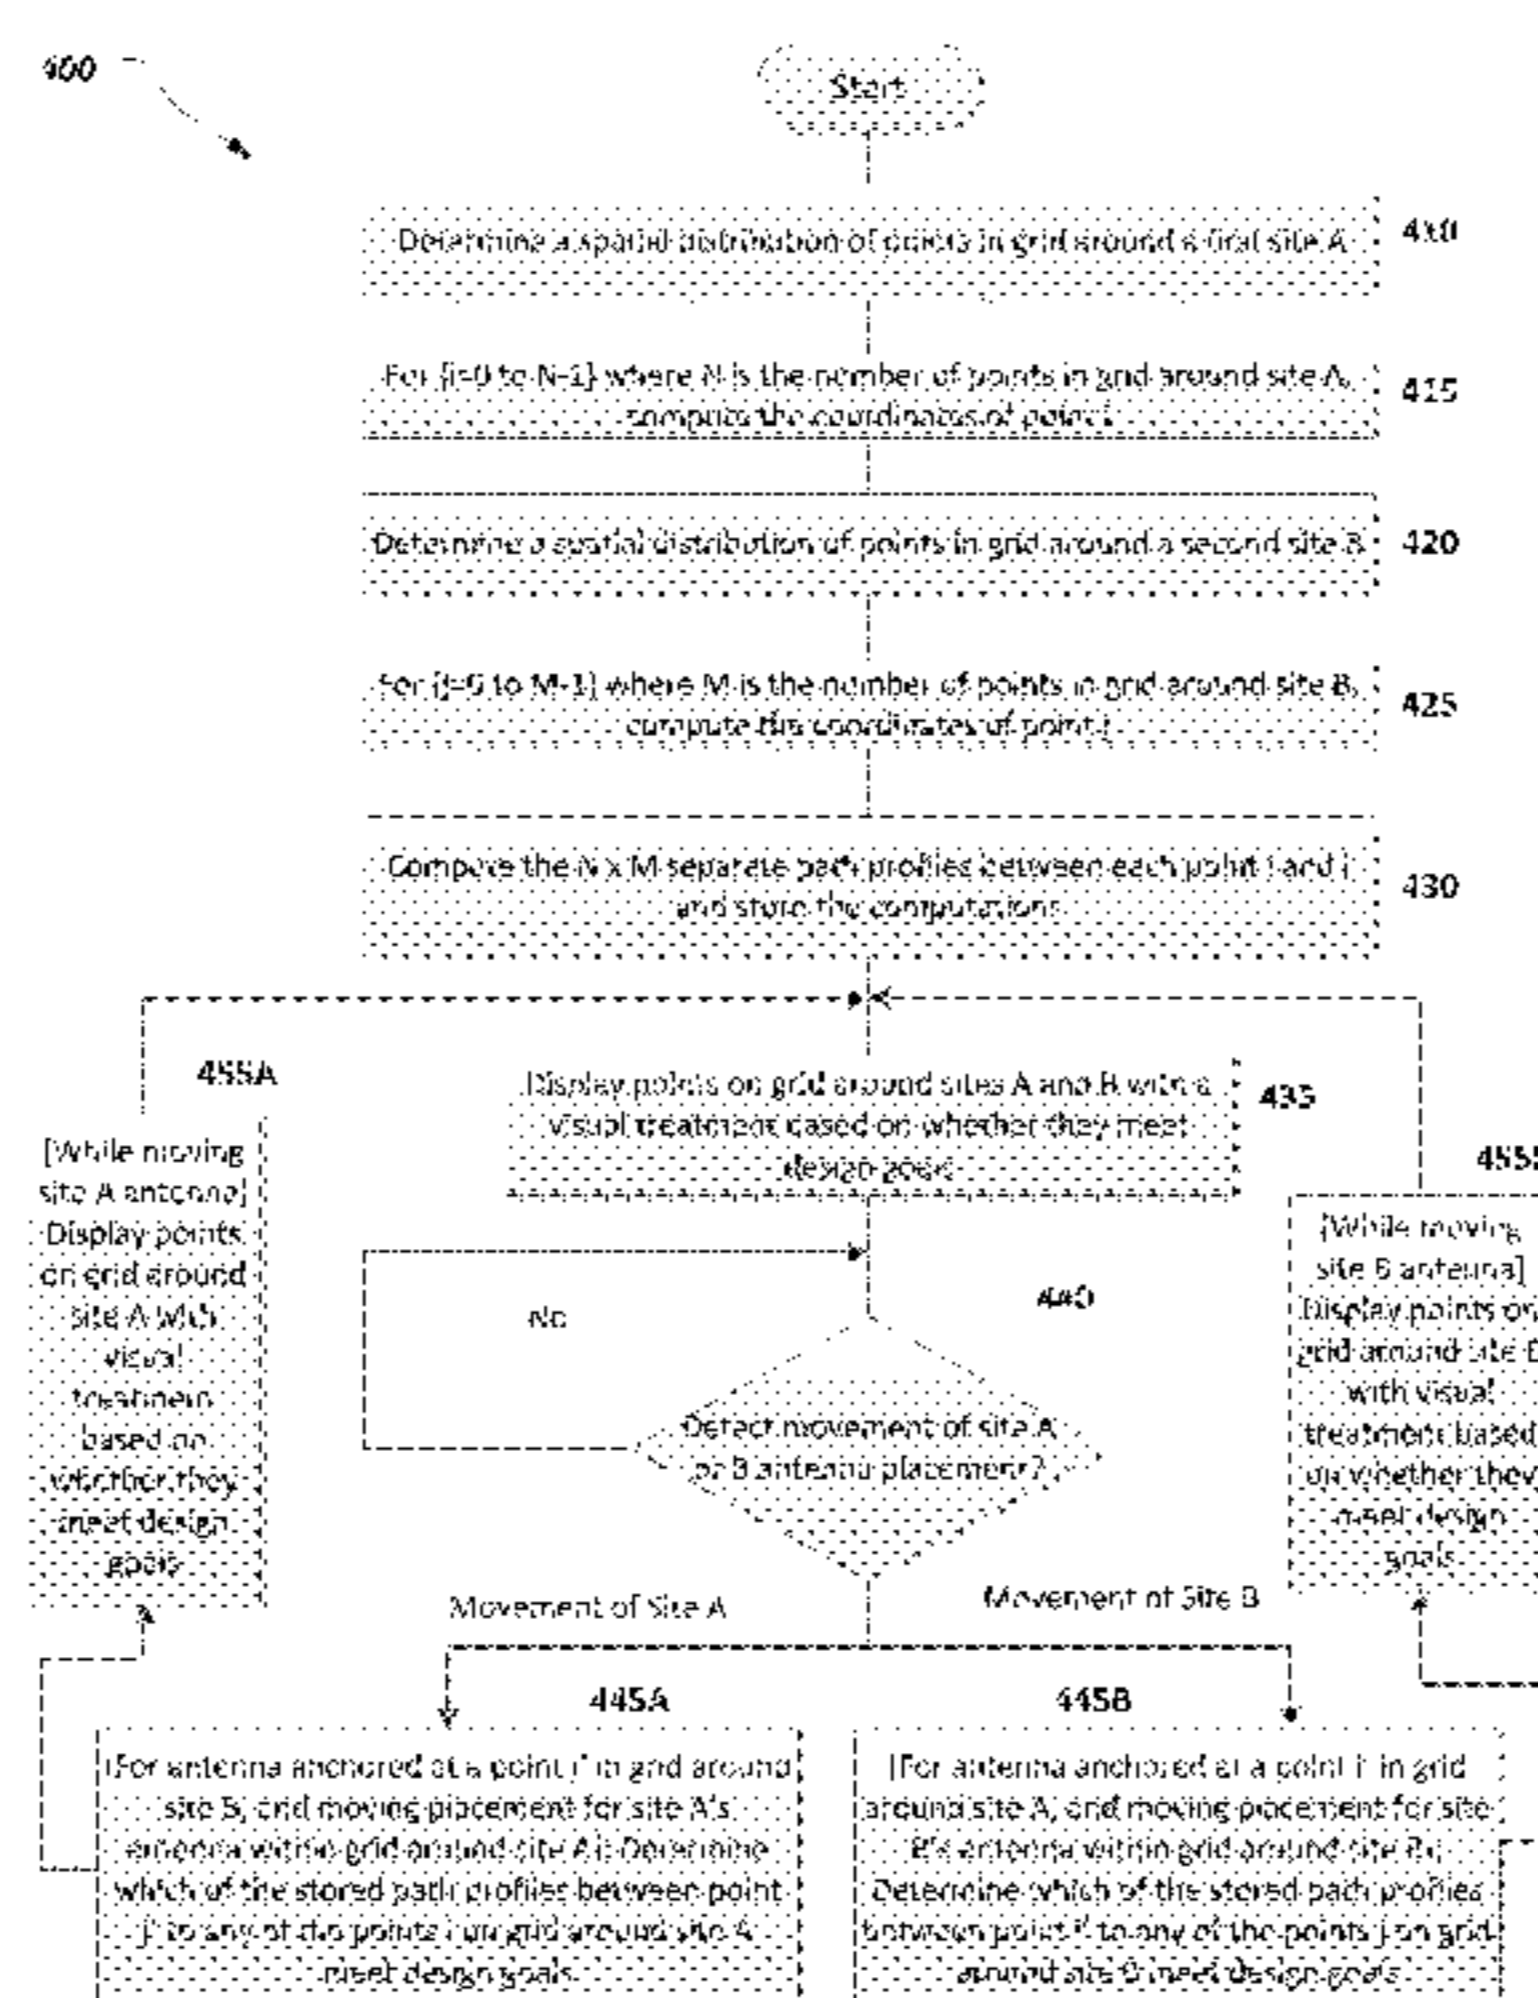 400
Start
Determine a spatial distribution of points in grid around a first site A
410
For {i=0 to N-1} where N is the number of points in grid around site A,
compute the coordinates of point i
415
Determine a spatial distribution of points in grid around a second site B
420
For {j=0 to M-1} where M is the number of points in grid around site B,
compute the coordinates of point j
425
Compute the N x M separate path profiles between each point i and j
and store the computations
430
455A
Display points on grid around sites A and B with a
visual treatment based on whether they meet
design goals
435
[While moving
site A antenna]
Display points
on grid around
site A with
visual
treatment
based on
whether they
meet design
goals
No
440
Detect movement of site A
or B antenna placement?
[While moving
site B antenna]
Display points on
grid around site
with visual
treatment based
on whether they
meet design
goals
Movement of Site A
Movement of Site B
445A
445B
[For antenna anchored at a point j' in grid around
site B, and moving placement for site A's
antenna within grid around site A]: Determine
which of the stored path profiles between point
j' to any of the points i on grid around site A
meet design goals
[For antenna anchored at a point i' in grid
around site A, and moving placement for site
B's antenna within grid around site B]:
Determine which of the stored path profiles
between point i' to any of the points j on grid
around site B meet design goals